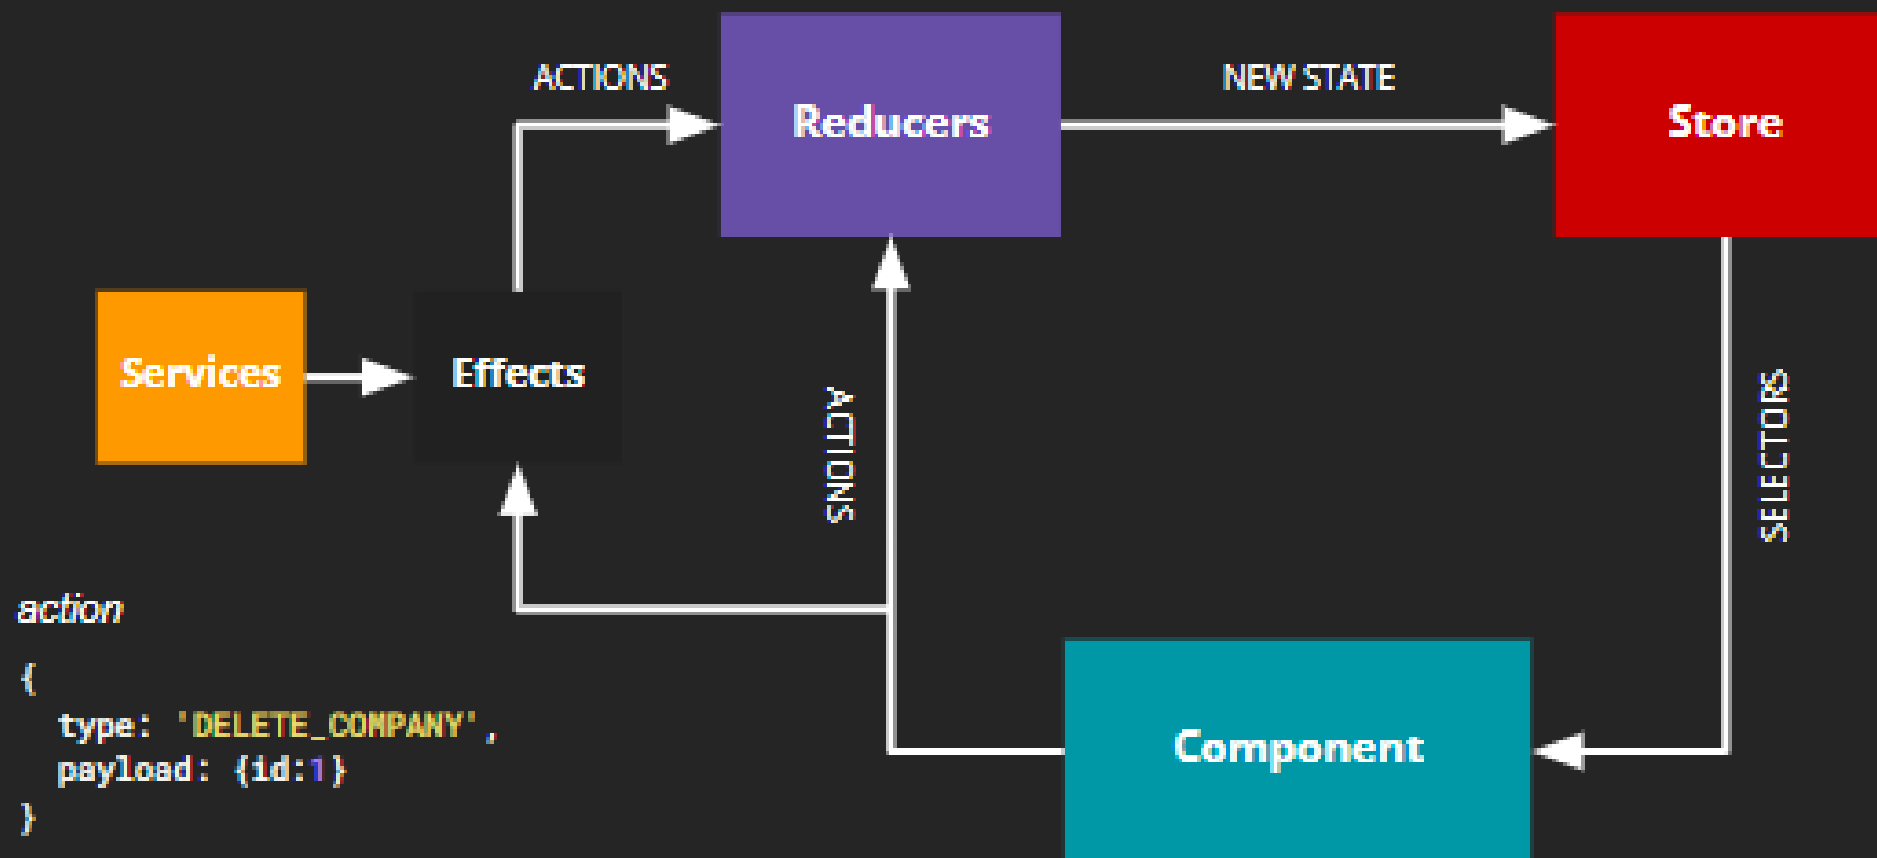 ACTIONS
Reducers
NEW STATE
Store
Services
Effects
ACTIONS
SELECTORS
action
{
type: 'DELETE_COMPANY',
payload: {id:1}
}
Component